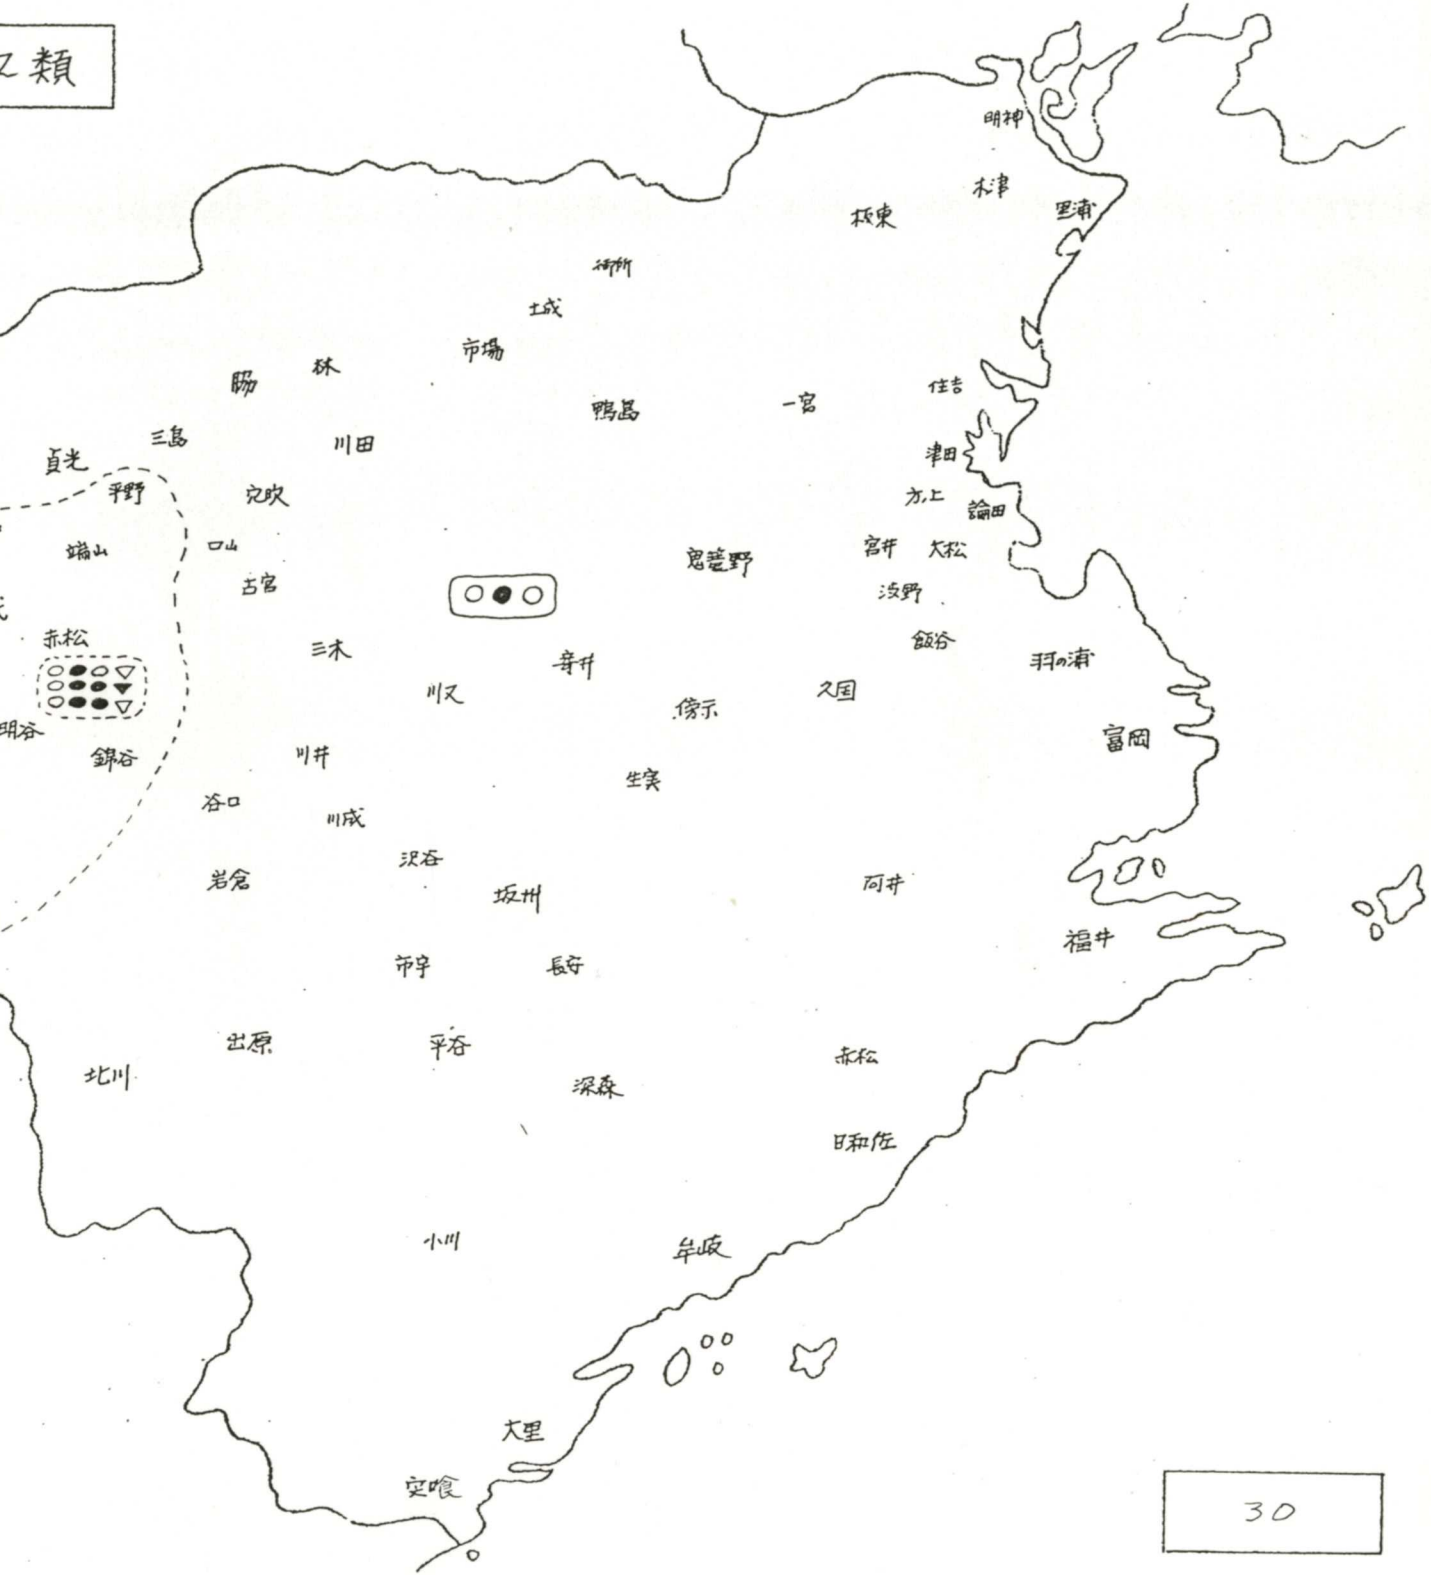 類
明神
木津
里浦
板東
御所
土成
市場
林
脇
鴨島
一宮
住吉
三島
川田
貞光
津田
平野
穴吹
方上
論田
端山
口山
鬼籠野
宮井
大松
古宮
渋野
赤松
三木
寄井
飯谷
羽の浦
川又
傍示
久国
明谷
錦谷
川井
富岡
生実
谷口
川成
沢谷
岩倉
坂州
阿井
福井
市宇
長安
出原
平谷
赤松
北川
深森
日和佐
小川
牟岐
大里
宍喰
30